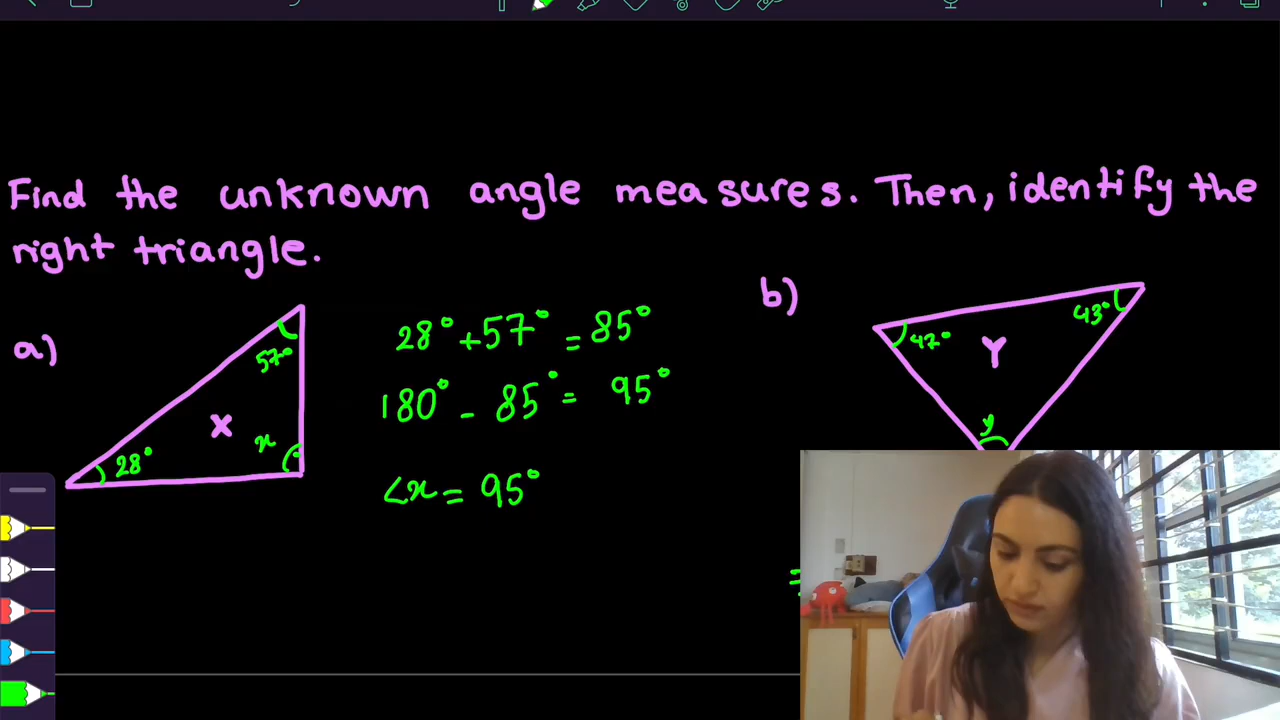 Find the unknown angle measures. Then, identify the
right triangle.
a)
57°
X
28°
x
28° + 57° = 85°
180° - 85° = 95°
<x = 95°
b)
47°
43°
Y
y
=